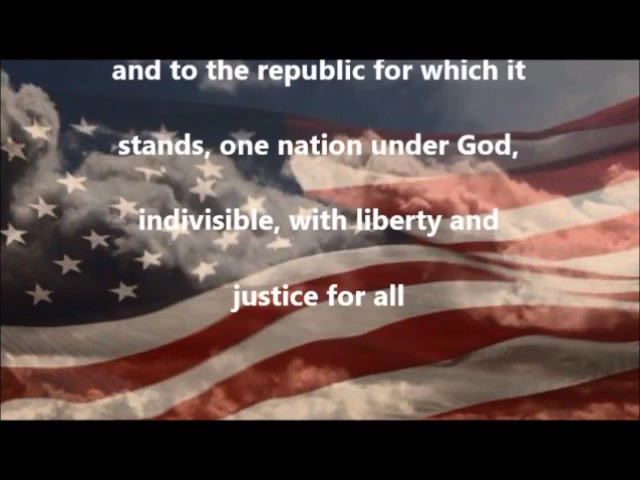 and to the republic for which it
stands, one nation under God,
indivisible, with liberty and
justice for all